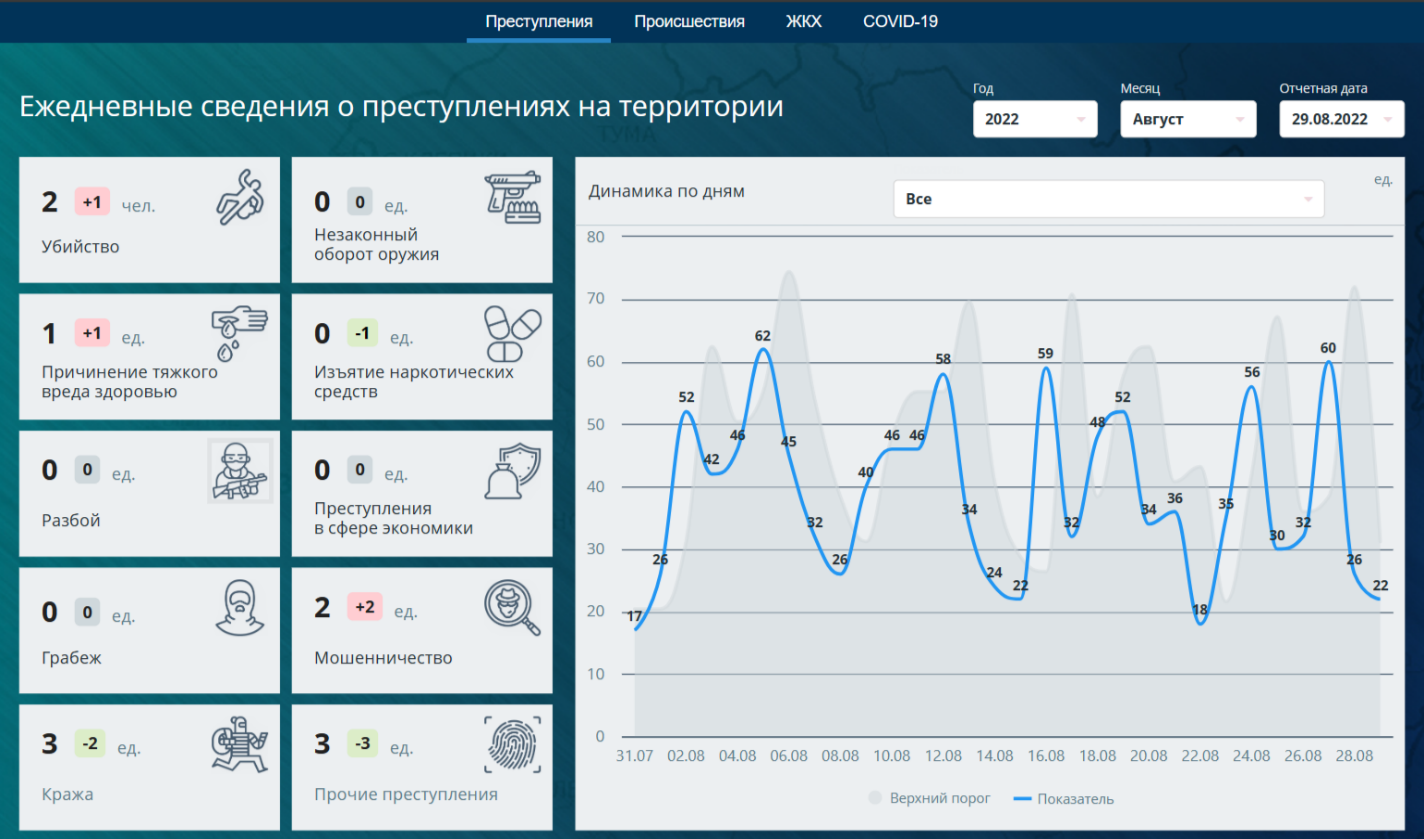 Преступления Происшествия ЖКХ COVID-19
Ежедневные сведения о преступлениях на территории
Год
2022
Месяц
Август
Отчетная дата
29.08.2022
2 +1 чел.
Убийство
0 0 ед.
Незаконный
оборот оружия
1 +1 ед.
Причинение тяжкого
вреда здоровью
0 -1 ед.
Изъятие наркотических
средств
0 0 ед.
Разбой
0 0 ед.
Преступления
в сфере экономики
0 0 ед.
Грабеж
2 +2 ед.
Мошенничество
3 -2 ед.
Кража
3 -3 ед.
Прочие преступления
Динамика по дням
Все
ед.
80
70
60
50
40
30
20
10
0
17
26
52
42
46
62
45
32
26
40
46
46
58
34
24
22
59
32
48
52
34
36
18
35
56
30
32
60
26
22
31.07 02.08 04.08 06.08 08.08 10.08 12.08 14.08 16.08 18.08 20.08 22.08 24.08 26.08 28.08
Верхний порог Показатель